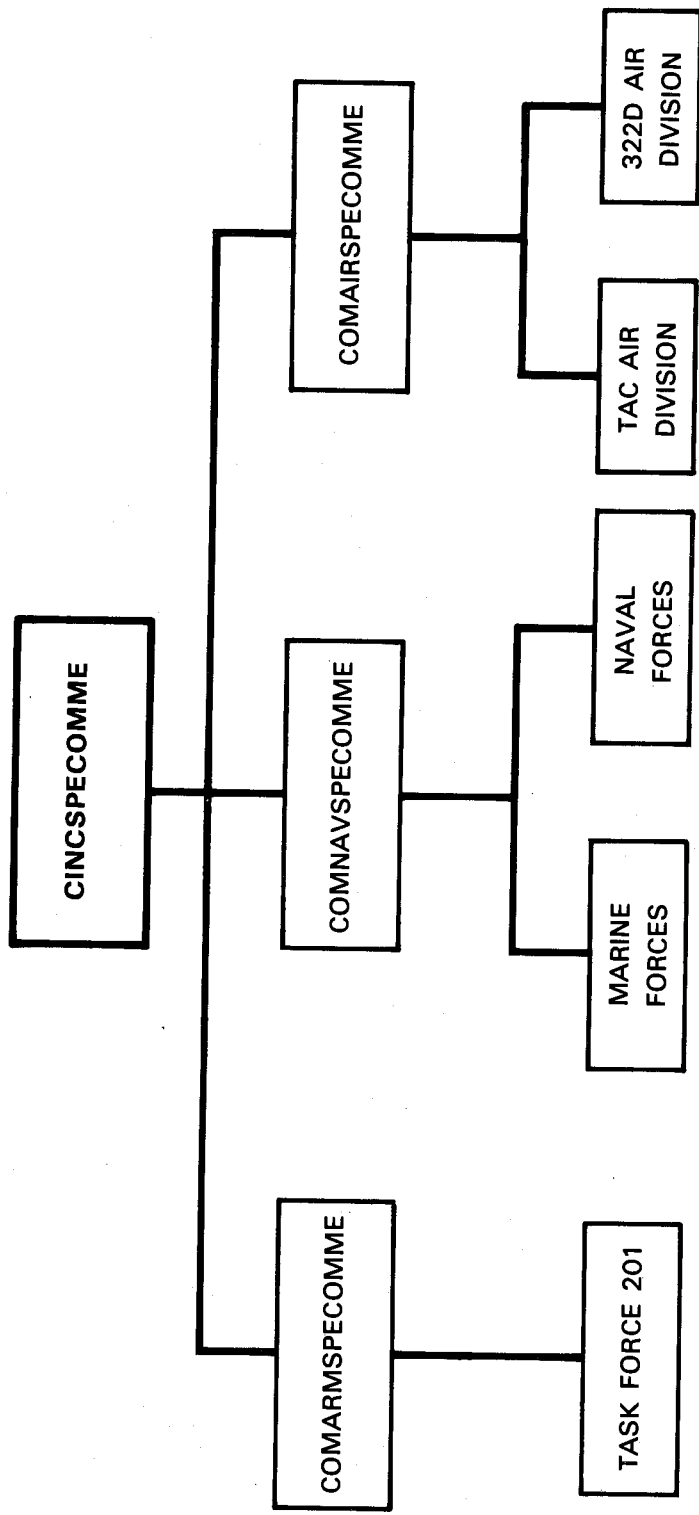 CINCSPECOMME
COMARMSPECOMME
COMNAVSPECOMME
COMAIRSPECOMME
TASK FORCE 201
MARINE
FORCES
NAVAL
FORCES
TAC AIR
DIVISION
322D AIR
DIVISION